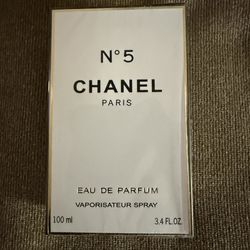 N°5
CHANEL
PARIS
EAU DE PARFUM
VAPORISATEUR SPRAY
100 ml 3.4 FL.OZ.